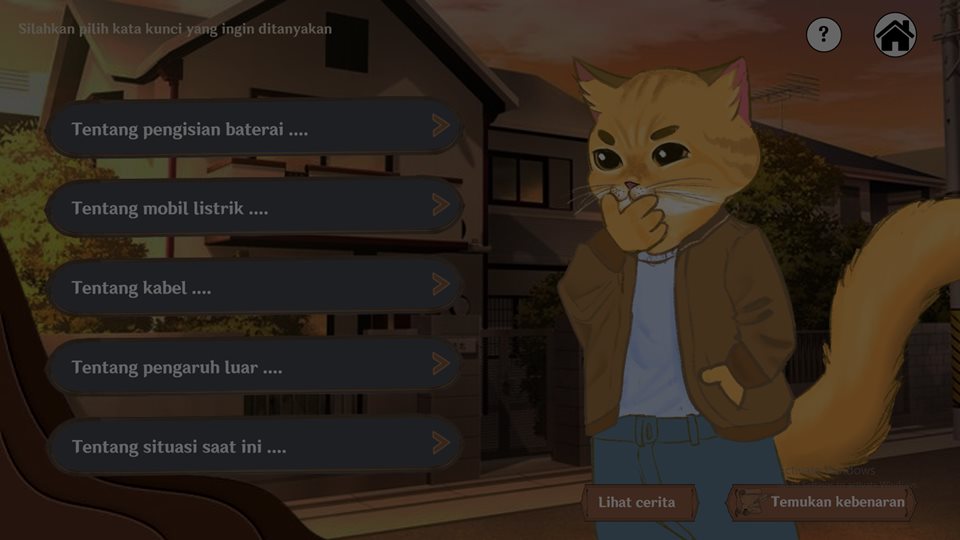 Silahkan pilih kata kunci yang ingin ditanyakan
?
Tentang pengisian baterai ....
Tentang mobil listrik ....
Tentang kabel ....
Tentang pengaruh luar ....
Tentang situasi saat ini ....
Lihat cerita
Temukan kebenaran